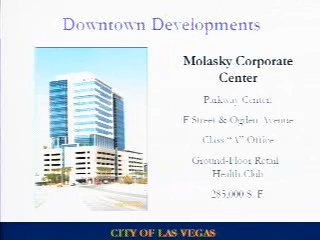 Downtown Developments
Molasky Corporate
Center
Parkway Center
F Street & Ogden Avenue
Class "A" Office
Ground-Floor Retail
Health Club
285,000 S. F.
CITY OF LAS VEGAS